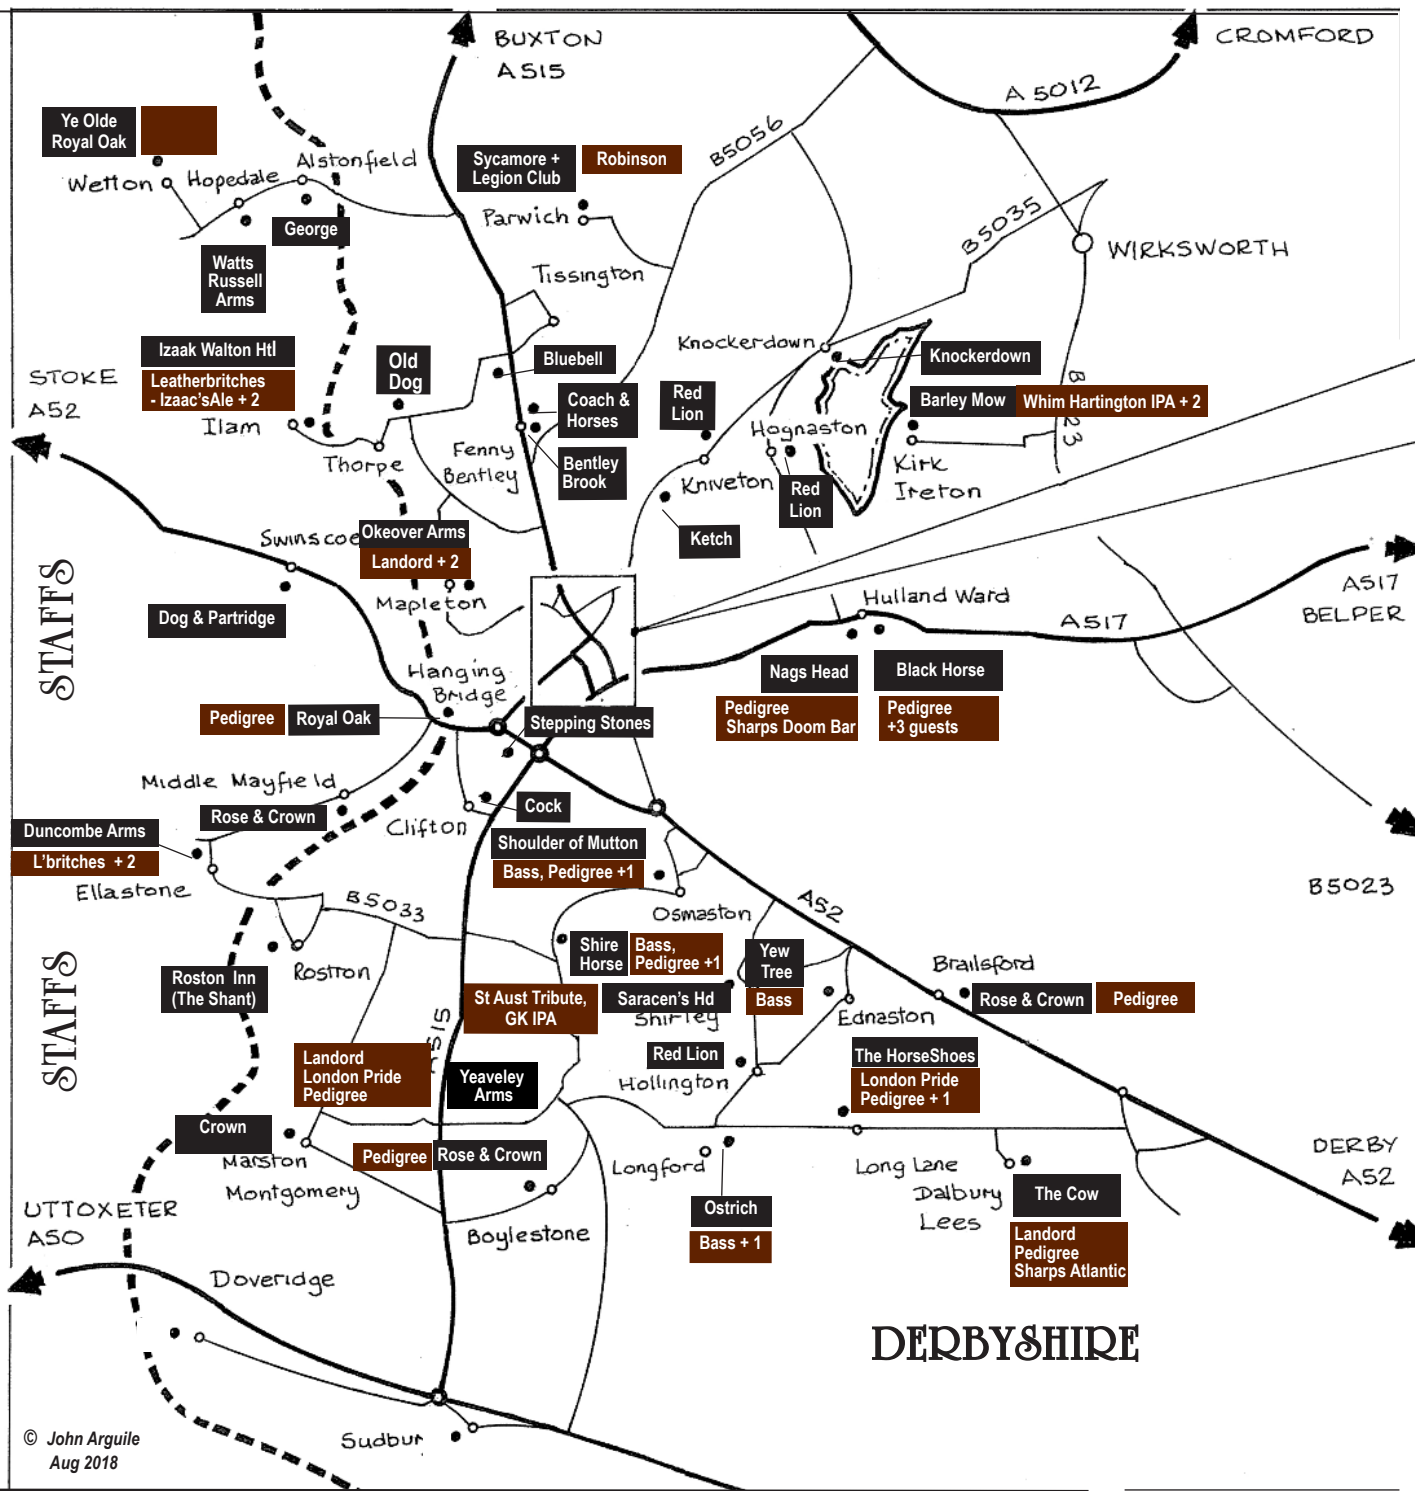 BUXTON
A515
CROMFORD
A 5012
Ye Olde
Royal Oak
Wetton
Hopedale
Alstonfield
George
Watts
Russell
Arms
Sycamore +
Legion Club
Robinson
Parwich
B5056
B5035
WIRKSWORTH
Tissington
Izaak Walton Htl
Leatherbritches
- Izaac'sAle + 2
STOKE
A52
Ilam
Old
Dog
Thorpe
Bluebell
Coach &
Horses
Fenny
Bentley
Bentley
Brook
Knockerdown
Knockerdown
Red
Lion
Kniveton
Ketch
Hognaston
Red
Lion
Barley Mow
Whim Hartington IPA + 2
B
23
Kirk
Ireton
Swinscoe
Okeover Arms
Landord + 2
Mapleton
Dog & Partridge
STAFFS
Hulland Ward
A517
A517
BELPER
Nags Head
Pedigree
Sharps Doom Bar
Black Horse
Pedigree
+3 guests
Hanging
Bridge
Pedigree
Royal Oak
Stepping Stones
Middle Mayfield
Rose & Crown
Cock
Clifton
Duncombe Arms
L'britches + 2
Ellastone
Shoulder of Mutton
Bass, Pedigree +1
Osmaston
A52
B5023
B5033
Roston Inn
(The Shant)
Rostron
STAFFS
Shire
Horse
Bass,
Pedigree +1
Yew
Tree
Bass
St Aust Tribute,
GK IPA
Saracen's Hd
Shirley
Ednaston
Brailsford
Rose & Crown
Pedigree
A515
Landord
London Pride
Pedigree
Yeaveley
Arms
Red Lion
Hollington
The HorseShoes
London Pride
Pedigree + 1
Crown
Marston
Montgomery
Pedigree
Rose & Crown
Boylestone
Longford
Ostrich
Bass + 1
Long Lane
Dalbury
Lees
The Cow
Landord
Pedigree
Sharps Atlantic
DERBY
A52
UTTOXETER
A50
Doveridge
DERBYSHIRE
Sudbur
© John Arguile
Aug 2018